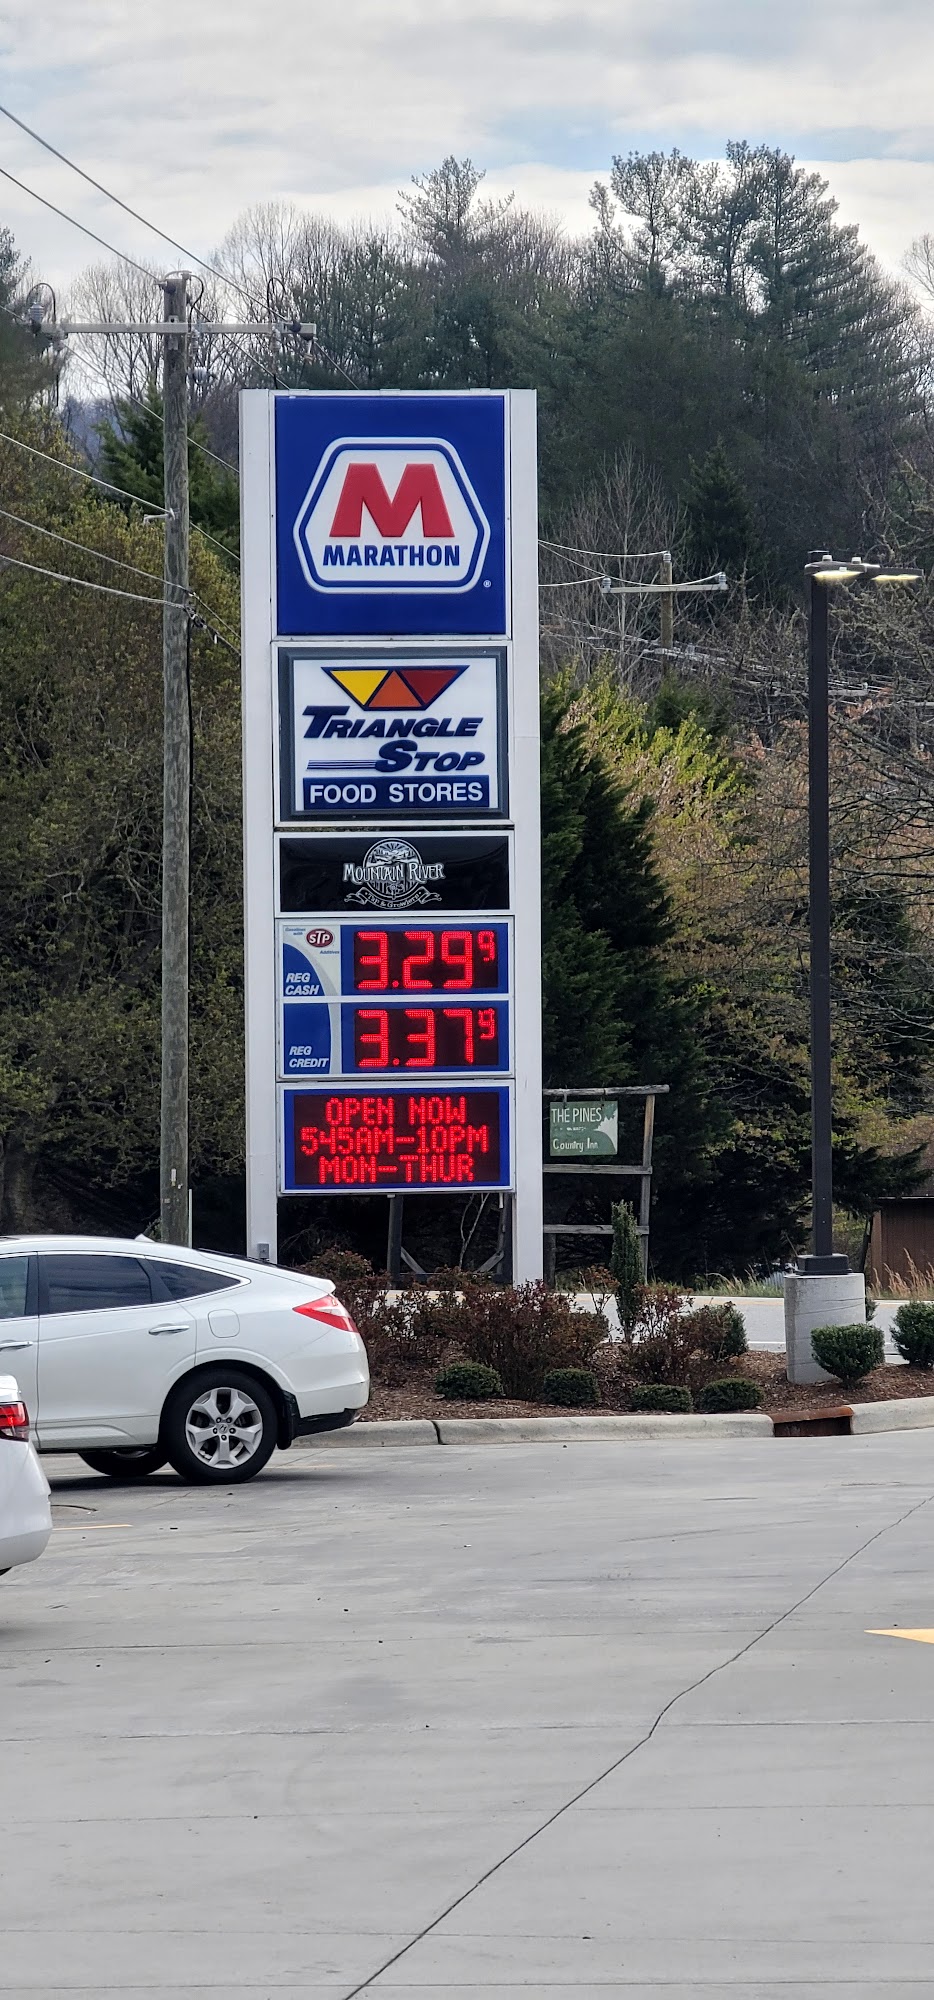 MARATHON
®
TRIANGLE
STOP
FOOD STORES
MOUNTAIN RIVER
STP
REG
CASH
3.29 9
REG
CREDIT
3.37 9
OPEN NOW
545AM-10PM
MON-THUR
THE PINES
Country Inn